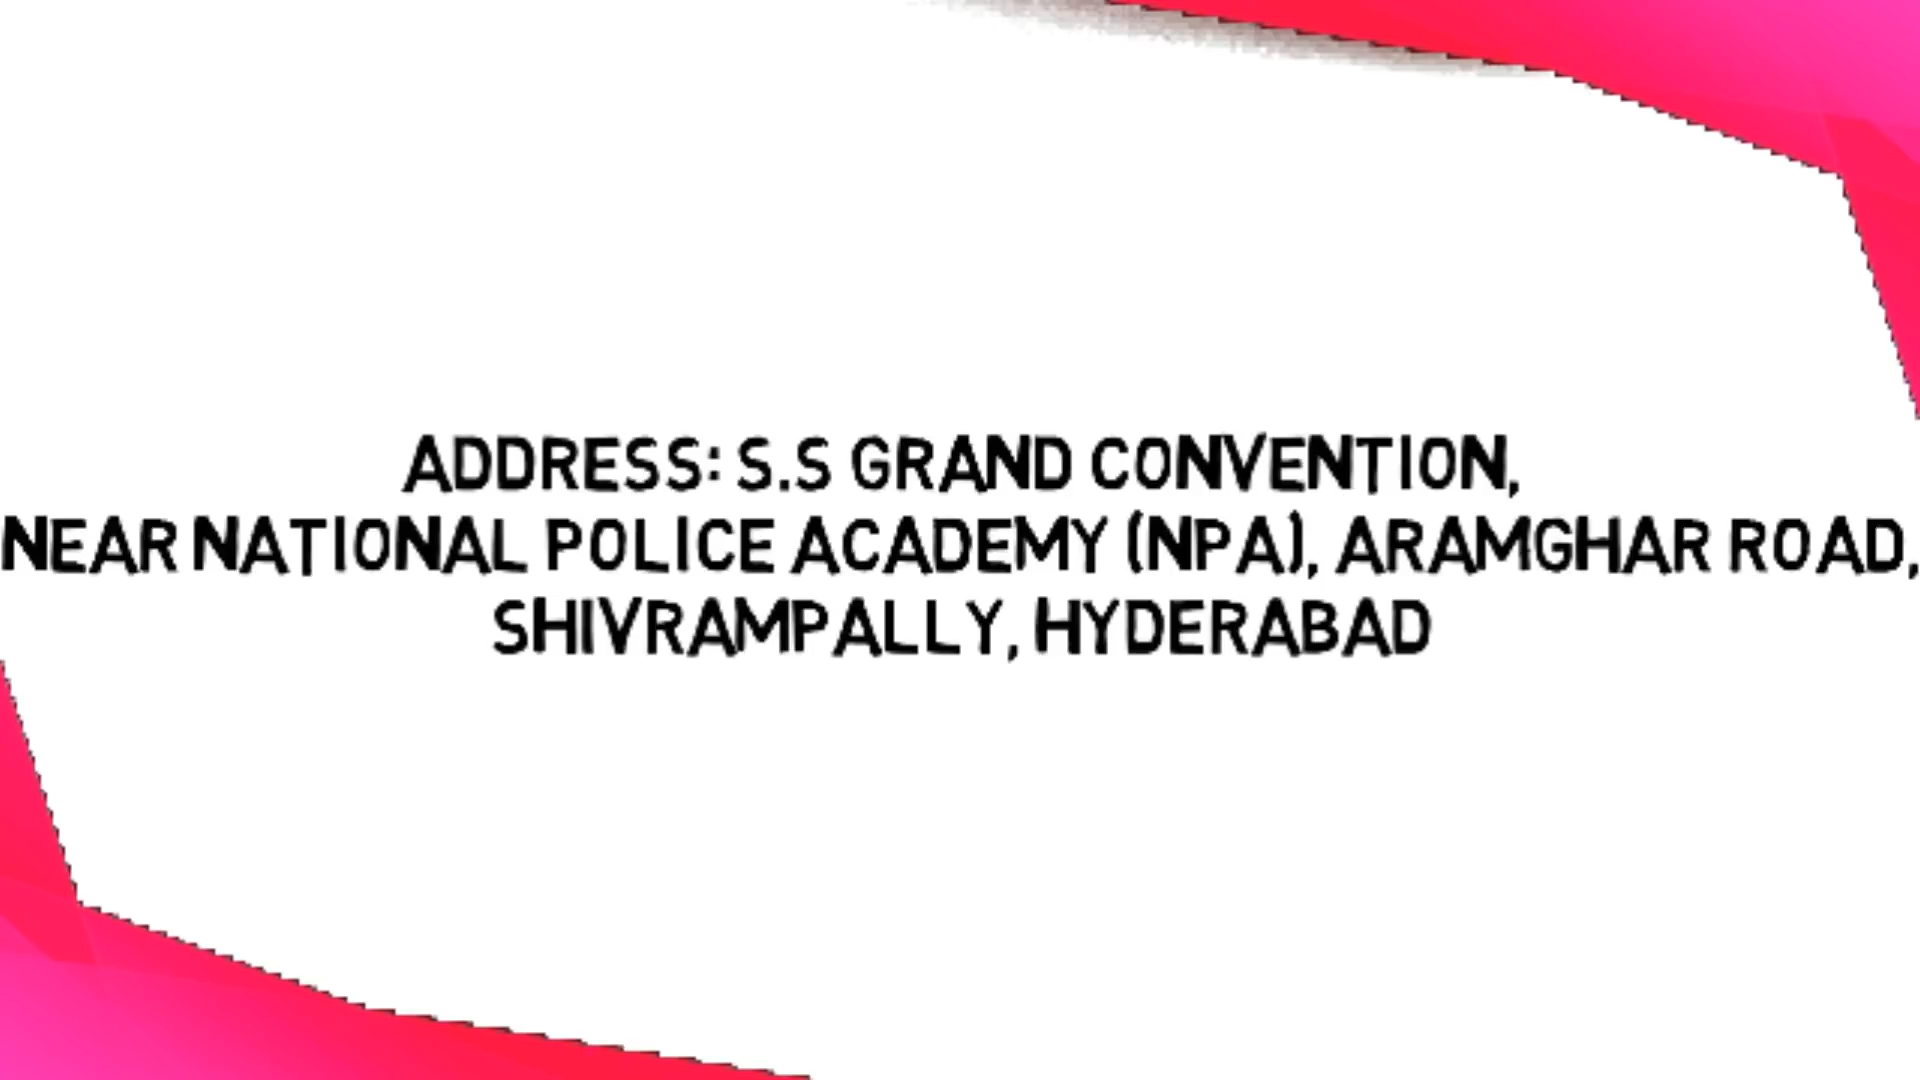 ADDRESS: S.S GRAND CONVENTION,
NEAR NATIONAL POLICE ACADEMY (NPA), ARAMGHAR ROAD,
SHIVRAMPALLY, HYDERABAD